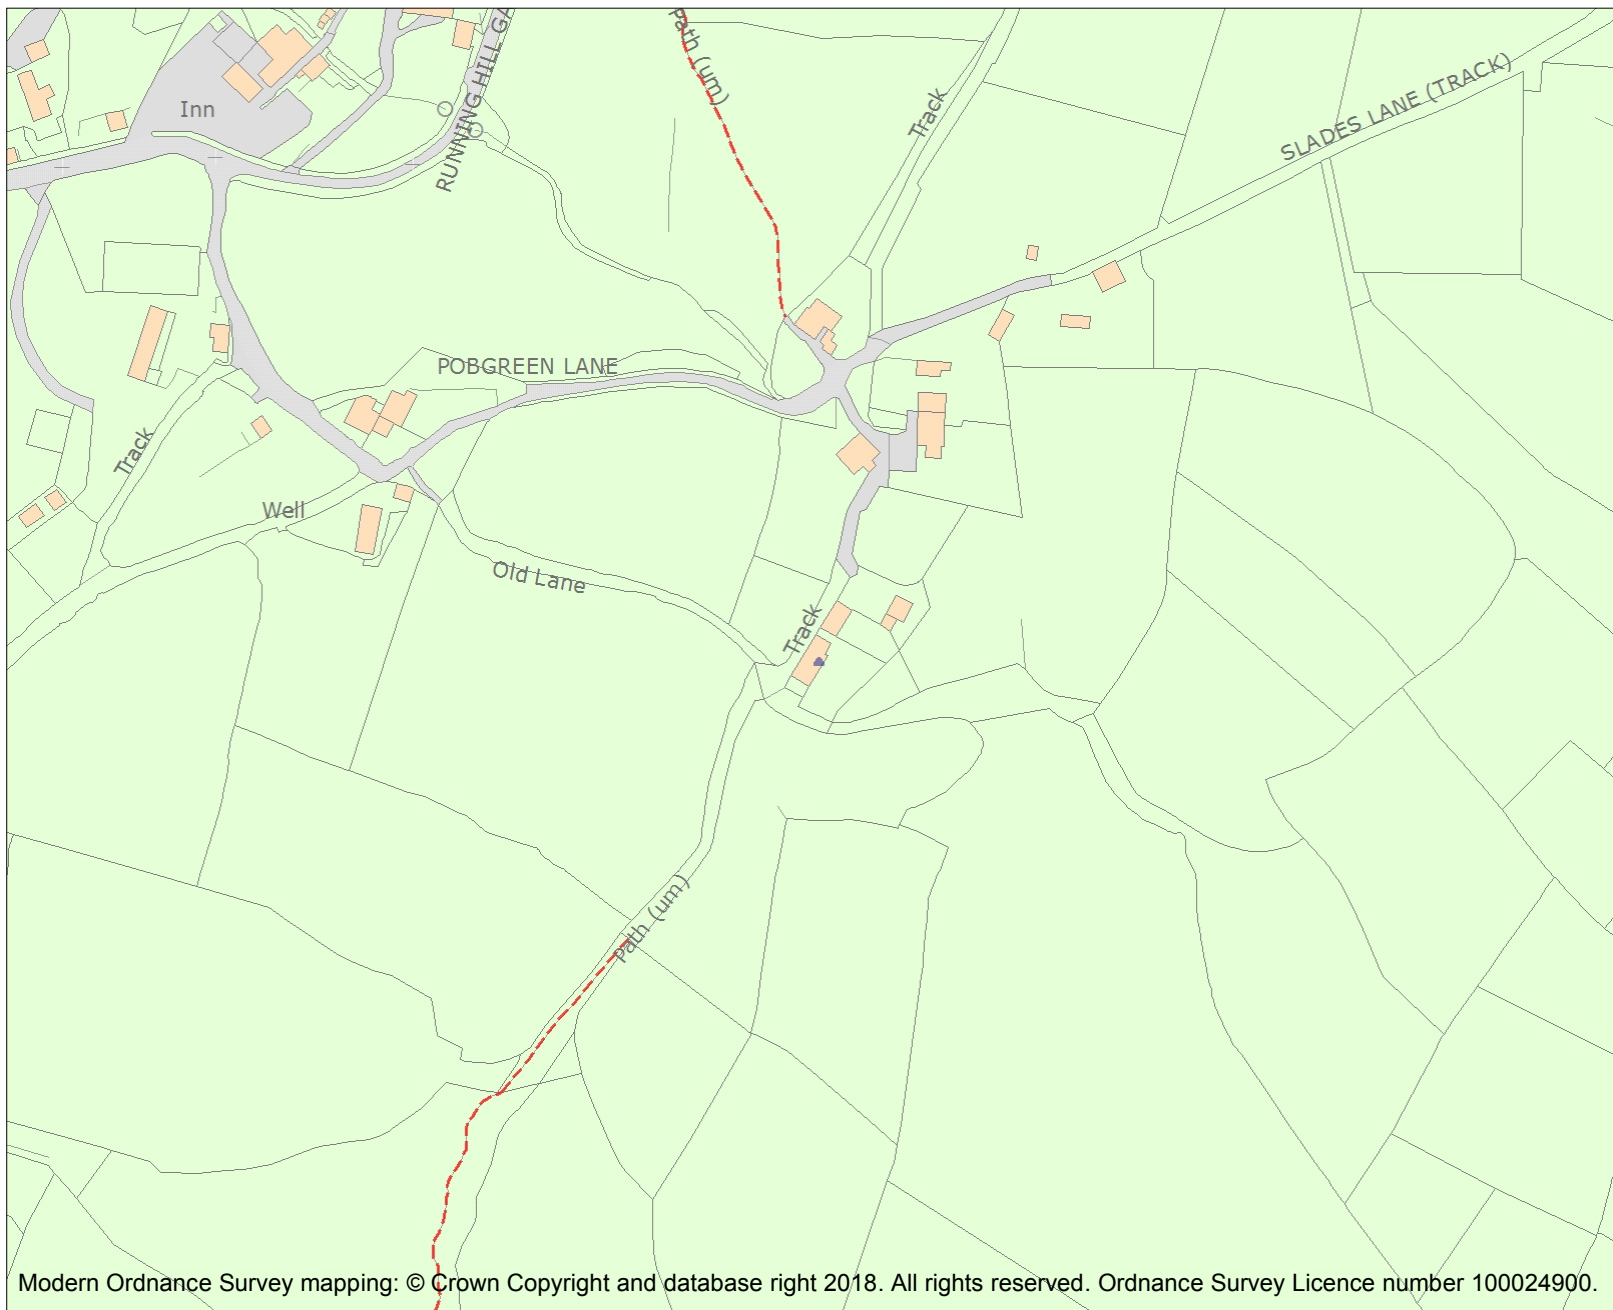 Path (um)
RUNNING HILL GA
Inn
Track
SLADES LANE (TRACK)
POBGREEN LANE
Track
Well
Old Lane
Track
Path (um)
Modern Ordnance Survey mapping: © Crown Copyright and database right 2018. All rights reserved. Ordnance Survey Licence number 100024900.